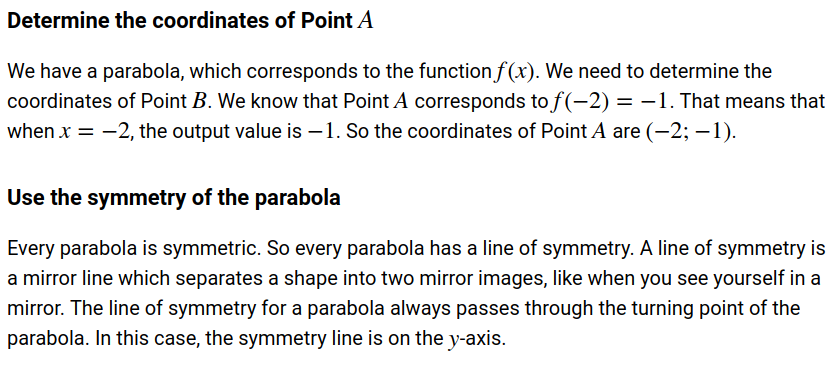 Determine the coordinates of Point A
We have a parabola, which corresponds to the function f(x). We need to determine the
coordinates of Point B. We know that Point A corresponds to f(−2) = −1. That means that
when x = −2, the output value is −1. So the coordinates of Point A are (−2; −1).
Use the symmetry of the parabola
Every parabola is symmetric. So every parabola has a line of symmetry. A line of symmetry is
a mirror line which separates a shape into two mirror images, like when you see yourself in a
mirror. The line of symmetry for a parabola always passes through the turning point of the
parabola. In this case, the symmetry line is on the y-axis.